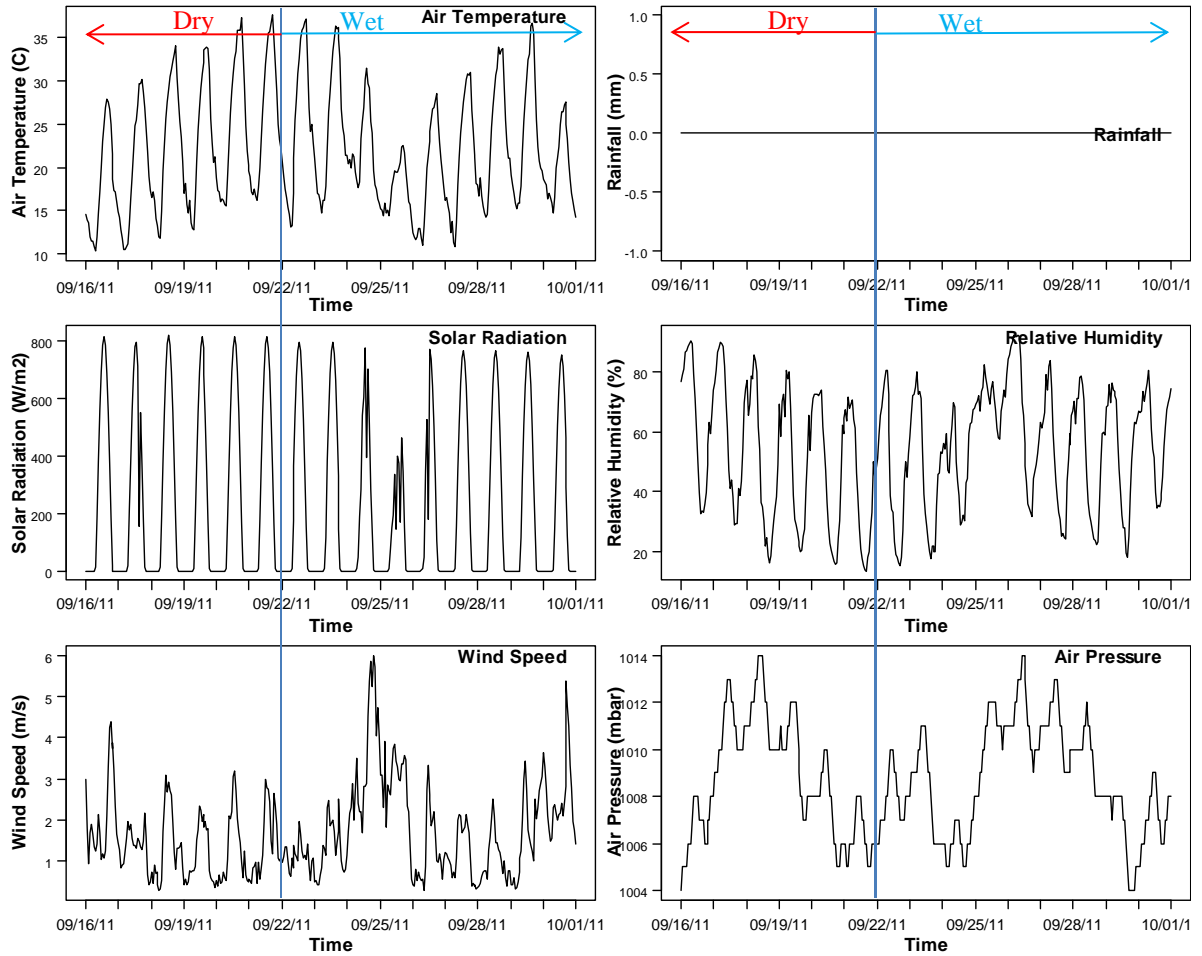 Dry
Wet
Air Temperature
Air Temperature (C)
35
30
25
20
15
10
09/16/11 09/19/11 09/22/11 09/25/11 09/28/11 10/01/11
Time
Dry
Wet
Rainfall
Rainfall (mm)
1.0
0.5
0.0
-0.5
-1.0
09/16/11 09/19/11 09/22/11 09/25/11 09/28/11 10/01/1
Time
Solar Radiation
Solar Radiation (W/m2)
800
600
400
200
0
09/16/11 09/19/11 09/22/11 09/25/11 09/28/11 10/01/11
Time
Relative Humidity
Relative Humidity (%)
80
60
40
20
09/16/11 09/19/11 09/22/11 09/25/11 09/28/11 10/01/1
Time
Wind Speed
Wind Speed (m/s)
6
5
4
3
2
1
09/16/11 09/19/11 09/22/11 09/25/11 09/28/11 10/01/11
Time
Air Pressure
Air Pressure (mbar)
1014
1012
1010
1008
1006
1004
09/16/11 09/19/11 09/22/11 09/25/11 09/28/11 10/01/1
Time